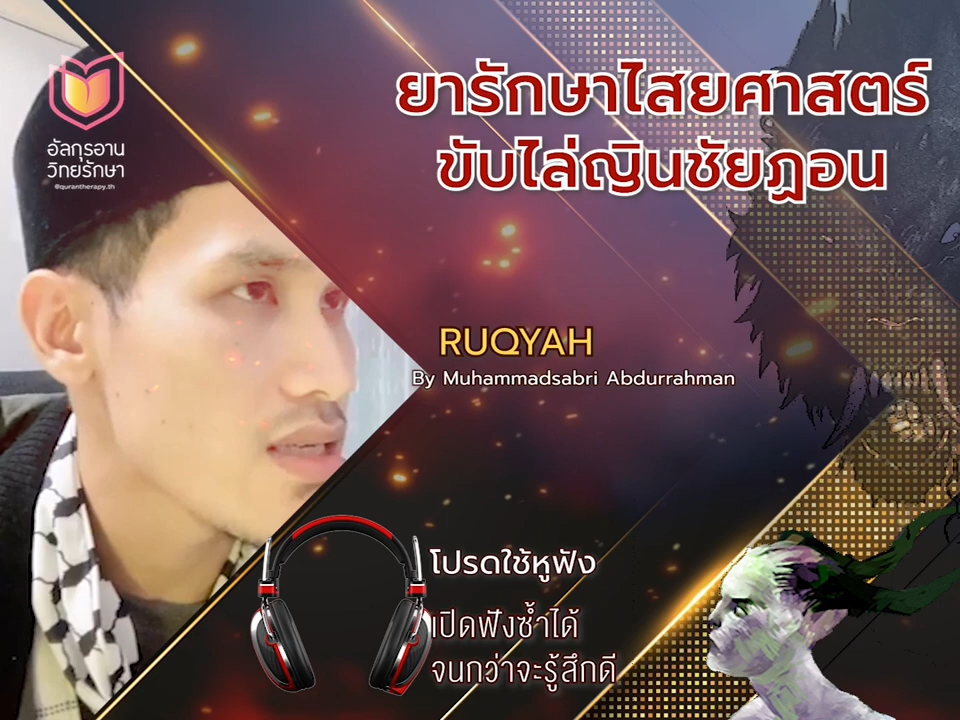 อัลกุรอาน
วิทยรักษา
@qurantherapy.th
ยารักษาไสยศาสตร์
ขับไล่ญินชัยฏอน
RUQYAH
By Muhammadsabri Abdurrahman
โปรดใช้หูฟัง
เปิดฟังซ้ำได้
จนกว่าจะรู้สึกดี